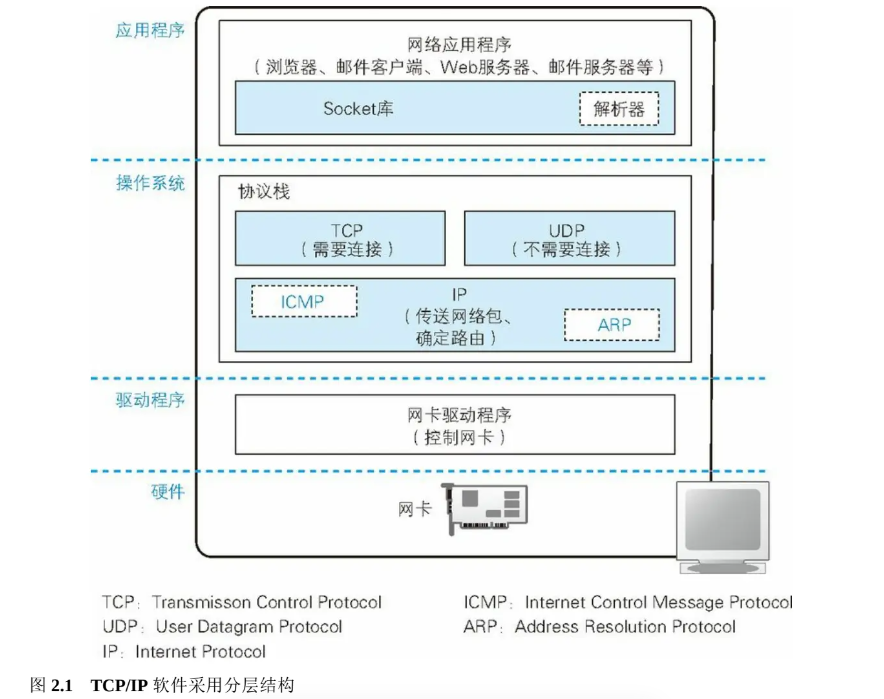 应用程序
网络应用程序
（浏览器、邮件客户端、Web服务器、邮件服务器等）
Socket库
解析器
操作系统
协议栈
TCP
（需要连接）
UDP
（不需要连接）
ICMP
IP
（传送网络包、
确定路由）
ARP
驱动程序
网卡驱动程序
（控制网卡）
硬件
网卡
TCP：Transmisson Control Protocol
UDP：User Datagram Protocol
IP：Internet Protocol
ICMP：Internet Control Message Protocol
ARP：Address Resolution Protocol
图 2.1 TCP/IP 软件采用分层结构